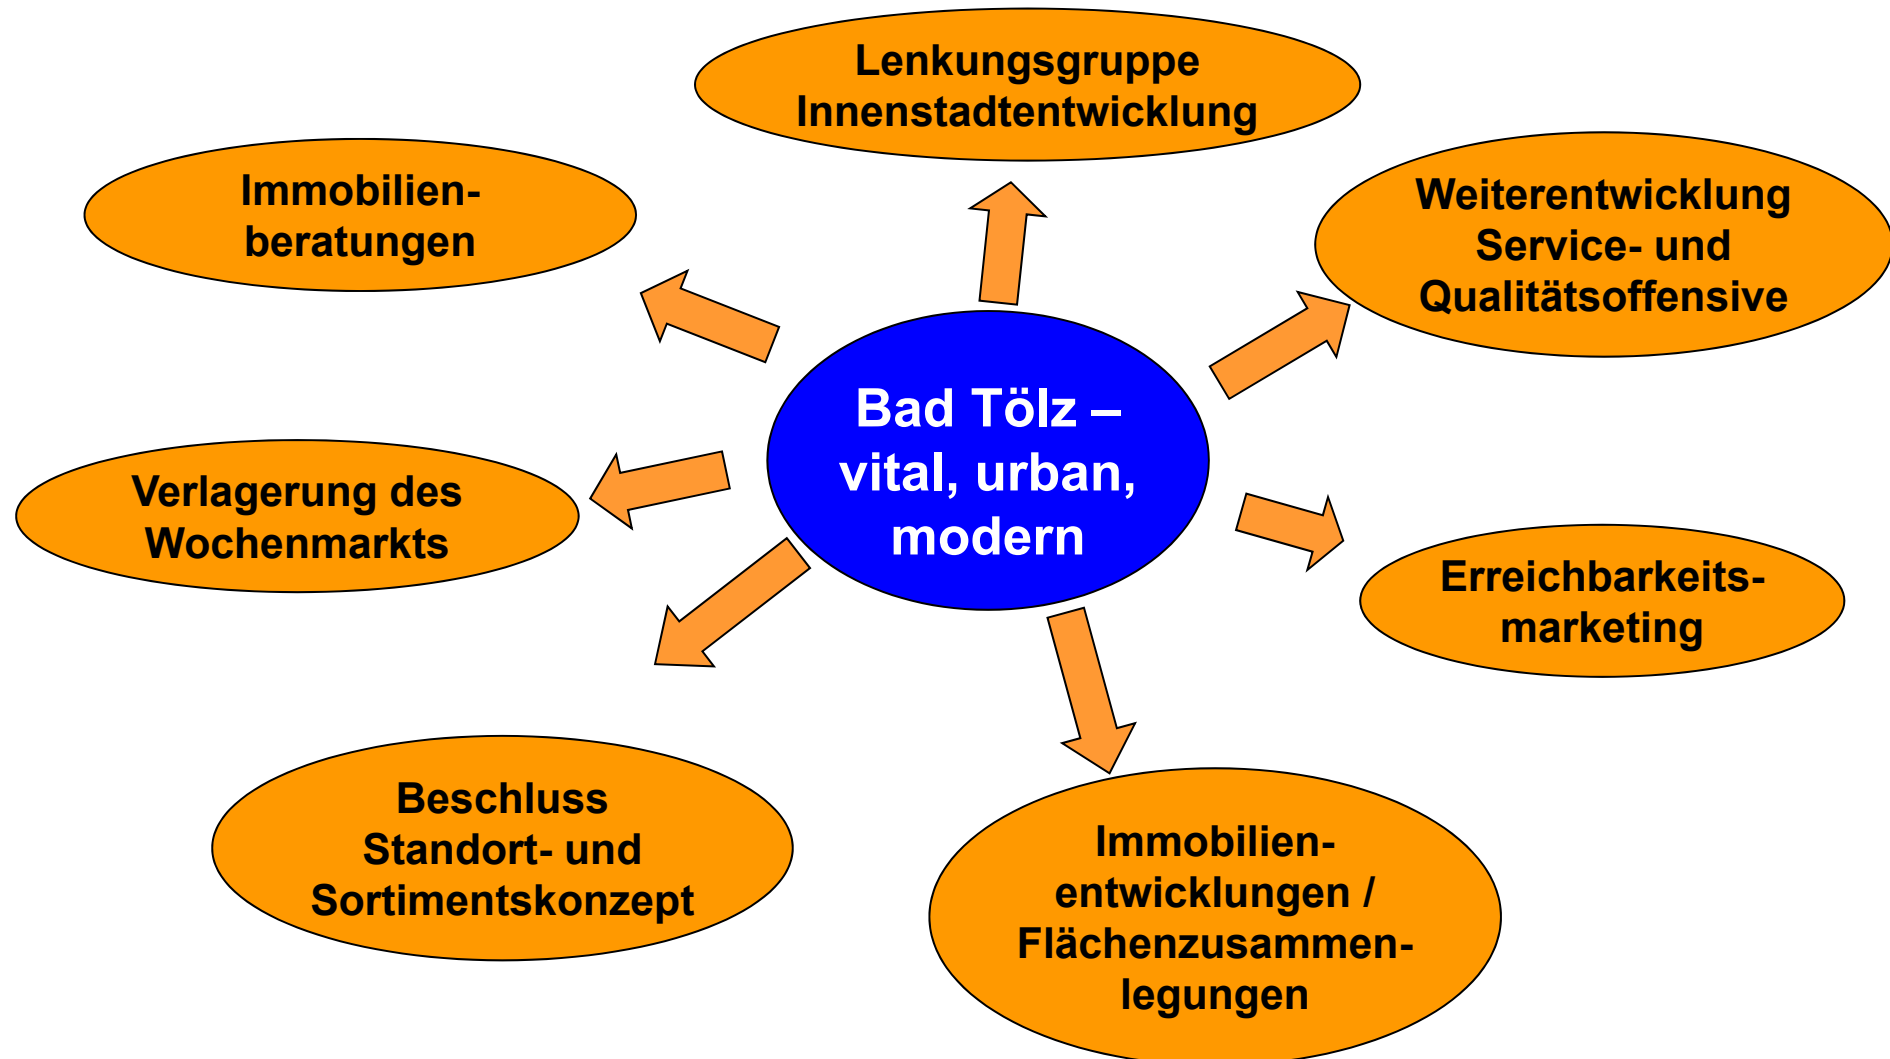 Lenkungsgruppe
Innenstadtentwicklung
Immobilien-
beratungen
Weiterentwicklung
Service- und
Qualitätsoffensive
Bad Tölz –
vital, urban,
modern
Verlagerung des
Wochenmarkts
Erreichbarkeits-
marketing
Beschluss
Standort- und
Sortimentskonzept
Immobilien-
entwicklungen /
Flächenzusammen-
legungen